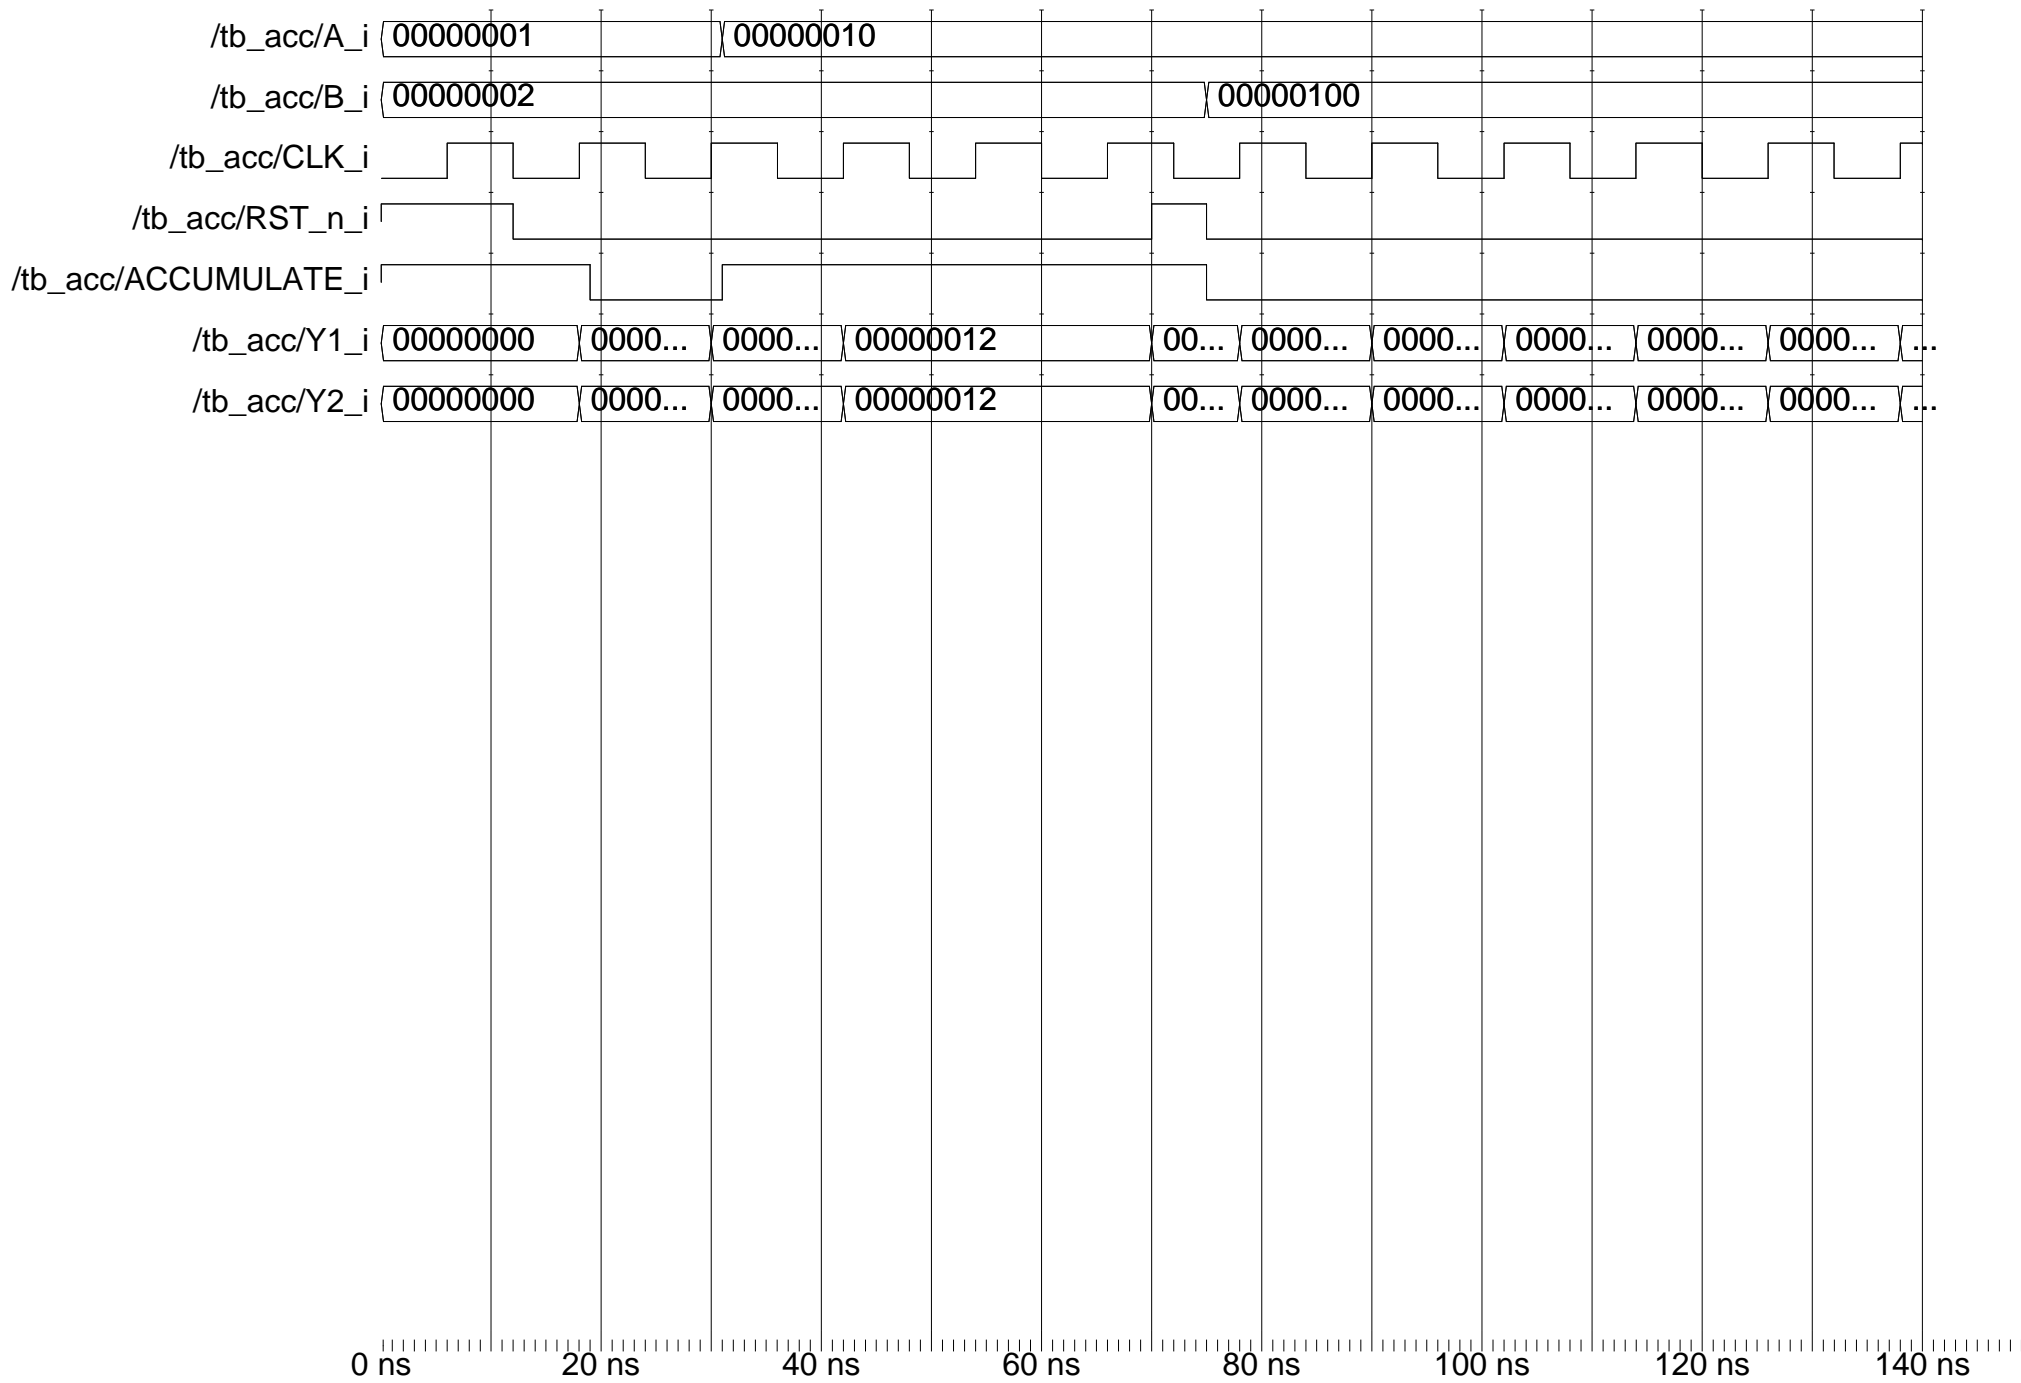 /tb_acc/A_i 00000001 00000010
/tb_acc/B_i 00000002 00000100
/tb_acc/CLK_i
/tb_acc/RST_n_i
/tb_acc/ACCUMULATE_i
/tb_acc/Y1_i 00000000 0000... 0000... 00000012 00... 0000... 0000... 0000... 0000... 0000... ...
/tb_acc/Y2_i 00000000 0000... 0000... 00000012 00... 0000... 0000... 0000... 0000... 0000... ...
0 ns 20 ns 40 ns 60 ns 80 ns 100 ns 120 ns 140 ns